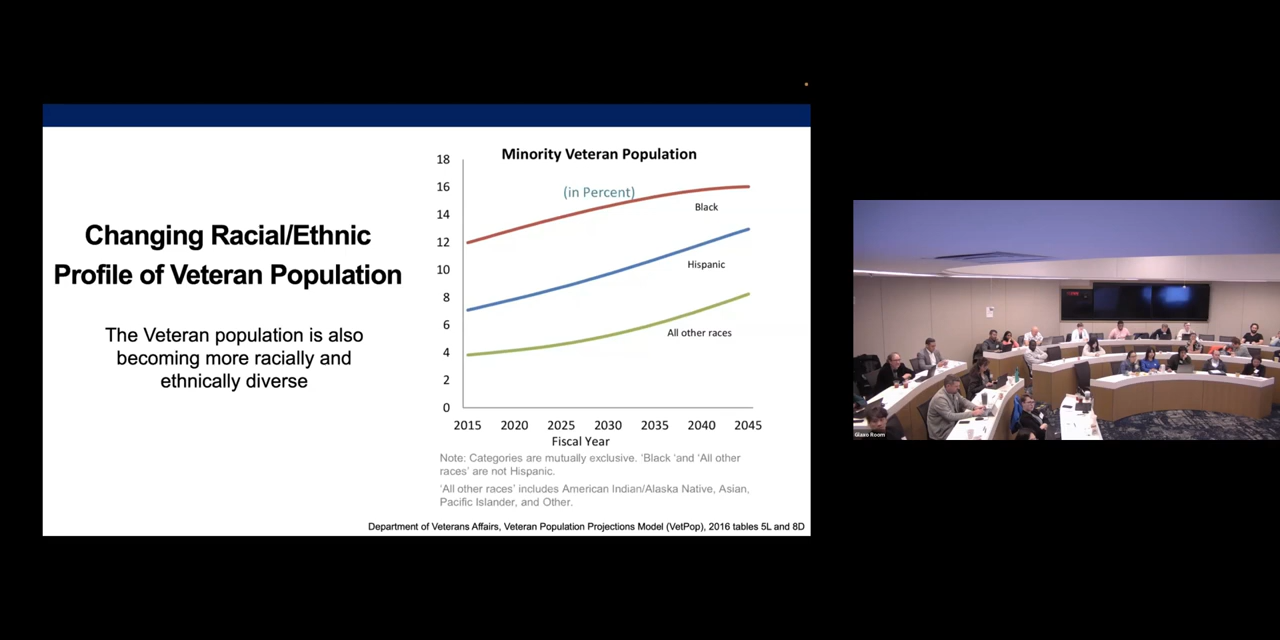 Changing Racial/Ethnic
Profile of Veteran Population
The Veteran population is also
becoming more racially and
ethnically diverse
Minority Veteran Population
(in Percent)
18
16
14
12
10
8
6
4
2
0
Black
Hispanic
All other races
2015 2020 2025 2030 2035 2040 2045
Fiscal Year
Note: Categories are mutually exclusive. 'Black 'and 'All other
races' are not Hispanic.
'All other races' includes American Indian/Alaska Native, Asian,
Pacific Islander, and Other.
Department of Veterans Affairs, Veteran Population Projections Model (VetPop), 2016 tables 5L and 8D
Glaxo Room